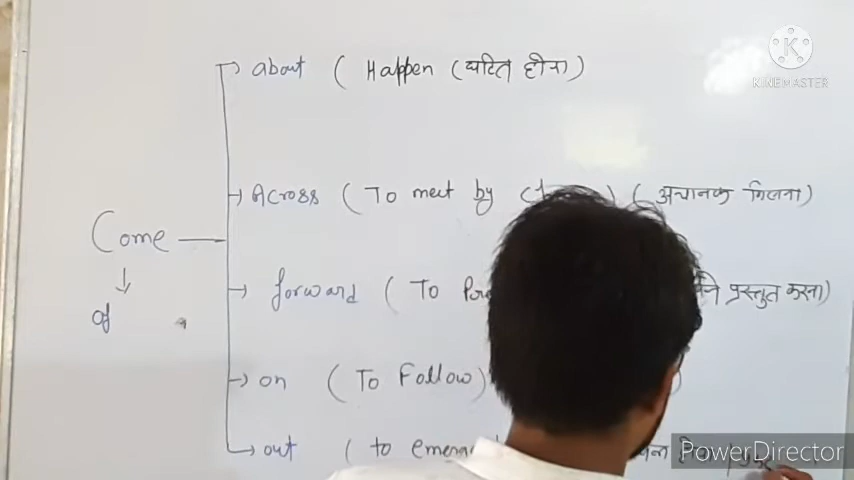 about ( Happen (घटित होना)
Across (To meet by ) (अचानक मिलना)
Come
forward ( To प्रस्तुत करना)
of
on (To Follow)
out (to
KINEMASTER
PowerDirector